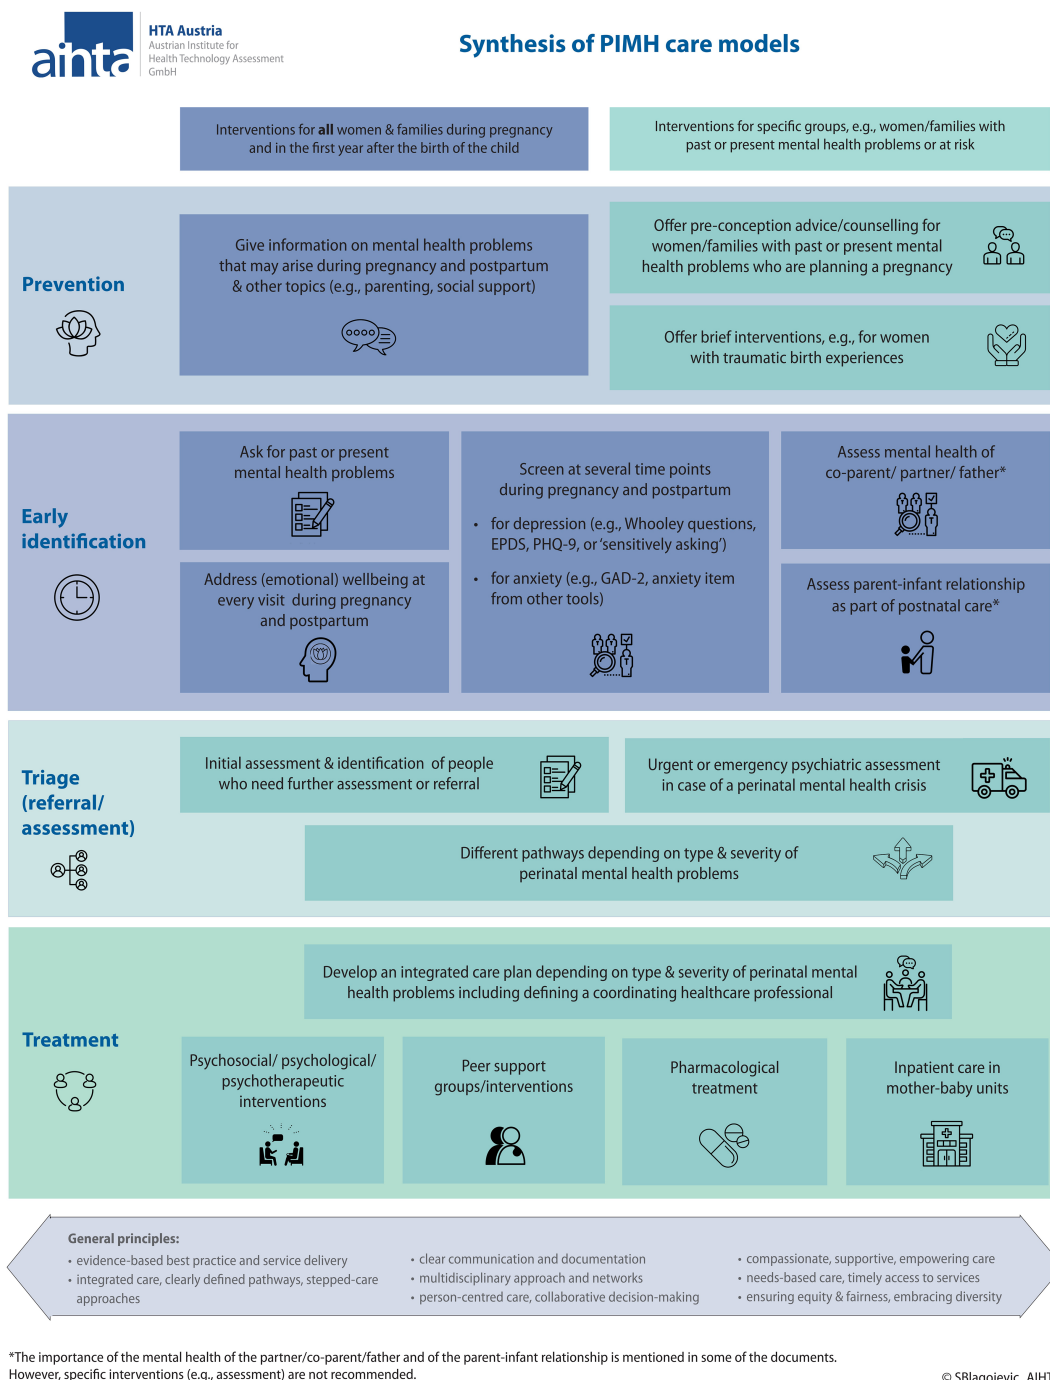 aihta
HTA Austria
Austrian Institute for
Health Technology Assessment
GmbH
Synthesis of PIMH care models
Interventions for all women & families during pregnancy
and in the first year after the birth of the child
Interventions for specific groups, e.g., women/families with
past or present mental health problems or at risk
Prevention
Give information on mental health problems
that may arise during pregnancy and postpartum
& other topics (e.g., parenting, social support)
Offer pre-conception advice/counselling for
women/families with past or present mental
health problems who are planning a pregnancy
Offer brief interventions, e.g., for women
with traumatic birth experiences
Early
identification
Ask for past or present
mental health problems
Address (emotional) wellbeing at
every visit during pregnancy
and postpartum
Screen at several time points
during pregnancy and postpartum
• for depression (e.g., Whooley questions,
EPDS, PHQ-9, or ‘sensitively asking’)
• for anxiety (e.g., GAD-2, anxiety item
from other tools)
Assess mental health of
co-parent/ partner/ father*
Assess parent-infant relationship
as part of postnatal care*
Triage
(referral/
assessment)
Initial assessment & identification of people
who need further assessment or referral
Urgent or emergency psychiatric assessment
in case of a perinatal mental health crisis
Different pathways depending on type & severity of
perinatal mental health problems
Treatment
Develop an integrated care plan depending on type & severity of perinatal mental
health problems including defining a coordinating healthcare professional
Psychosocial/ psychological/
psychotherapeutic
interventions
Peer support
groups/interventions
Pharmacological
treatment
Inpatient care in
mother-baby units
General principles:
• evidence-based best practice and service delivery
• integrated care, clearly defined pathways, stepped-care
approaches
• clear communication and documentation
• multidisciplinary approach and networks
• person-centred care, collaborative decision-making
• compassionate, supportive, empowering care
• needs-based care, timely access to services
• ensuring equity & fairness, embracing diversity
*The importance of the mental health of the partner/co-parent/father and of the parent-infant relationship is mentioned in some of the documents.
However, specific interventions (e.g., assessment) are not recommended.
© SBlagojevic, AIHT